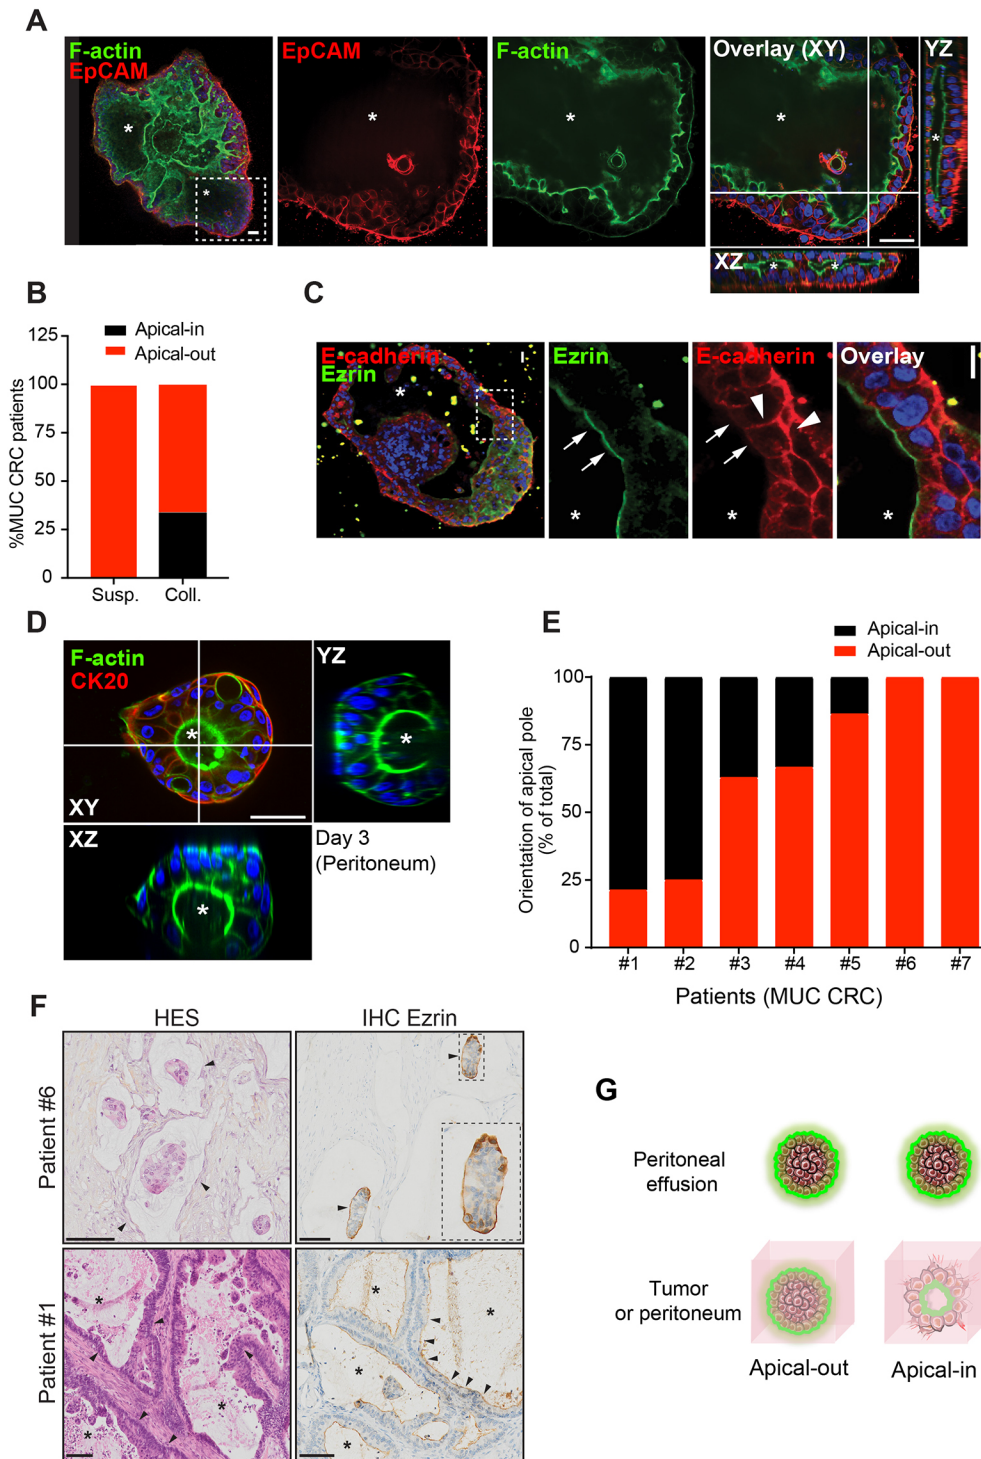 A
F-actin
EpCAM
*
*
EpCAM
*
F-actin
*
Overlay (XY)
*
YZ
*
XZ
*
*
B
Apical-in
Apical-out
%MUC CRC patients
125
100
75
50
25
0
Susp.
Coll.
C
E-cadherin
Ezrin
*
Ezrin
*
E-cadherin
*
Overlay
*
D
F-actin
CK20
*
XY
YZ
*
XZ
*
Day 3
(Peritoneum)
E
Apical-in
Apical-out
Orientation of apical pole
(% of total)
100
75
50
25
0
#1
#2
#3
#4
#5
#6
#7
Patients (MUC CRC)
F
HES
IHC Ezrin
Patient #6
Patient #1
*
*
*
*
*
*
*
G
Peritoneal
effusion
Tumor
or peritoneum
Apical-out
Apical-in